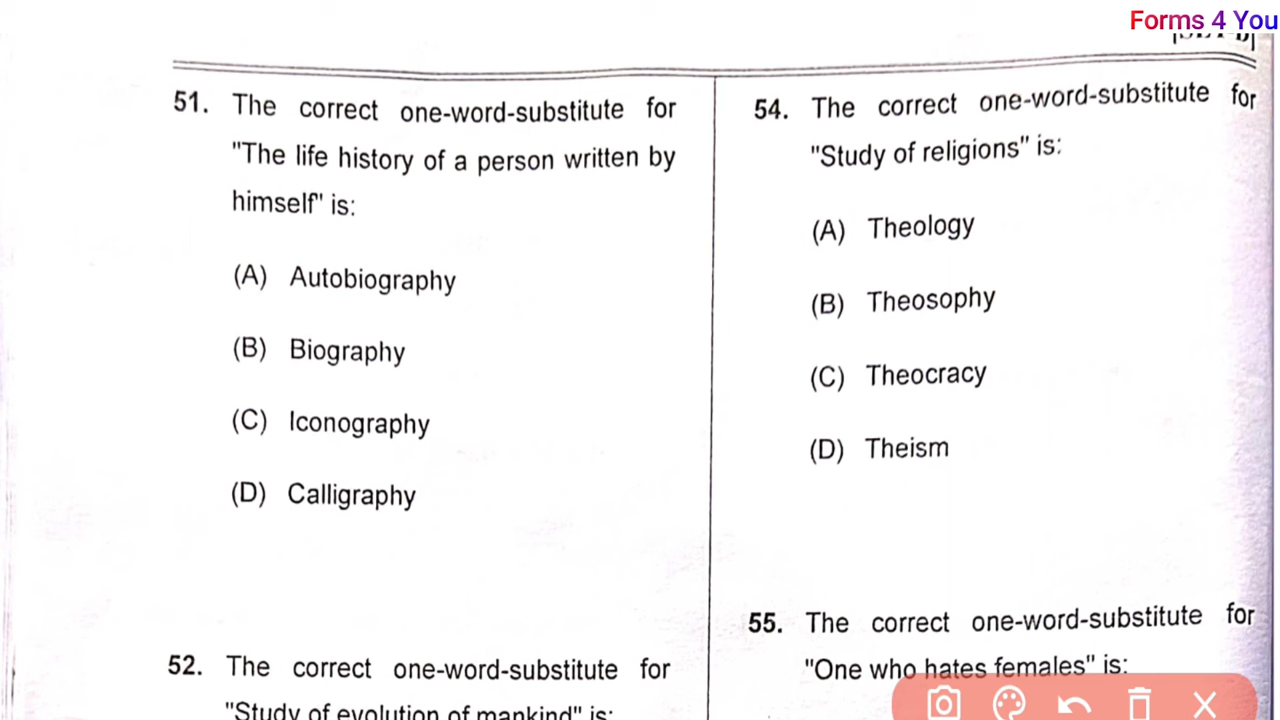 Forms 4 You
51. The correct one-word-substitute for
"The life history of a person written by
himself" is:
(A) Autobiography
(B) Biography
(C) Iconography
(D) Calligraphy
52. The correct one-word-substitute for
"Study of evolution of mankind" is:
54. The correct one-word-substitute for
"Study of religions" is:
(A) Theology
(B) Theosophy
(C) Theocracy
(D) Theism
55. The correct one-word-substitute for
"One who hates females" is: